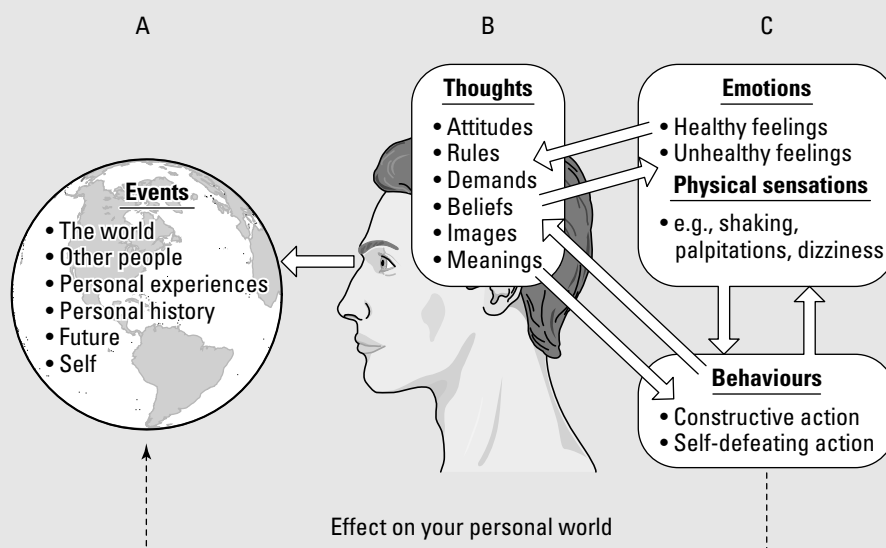 A
B
C
Events
• The world
• Other people
• Personal experiences
• Personal history
• Future
• Self
Thoughts
• Attitudes
• Rules
• Demands
• Beliefs
• Images
• Meanings
Emotions
• Healthy feelings
• Unhealthy feelings
Physical sensations
• e.g., shaking,
palpitations, dizziness
Behaviours
• Constructive action
• Self-defeating action
Effect on your personal world